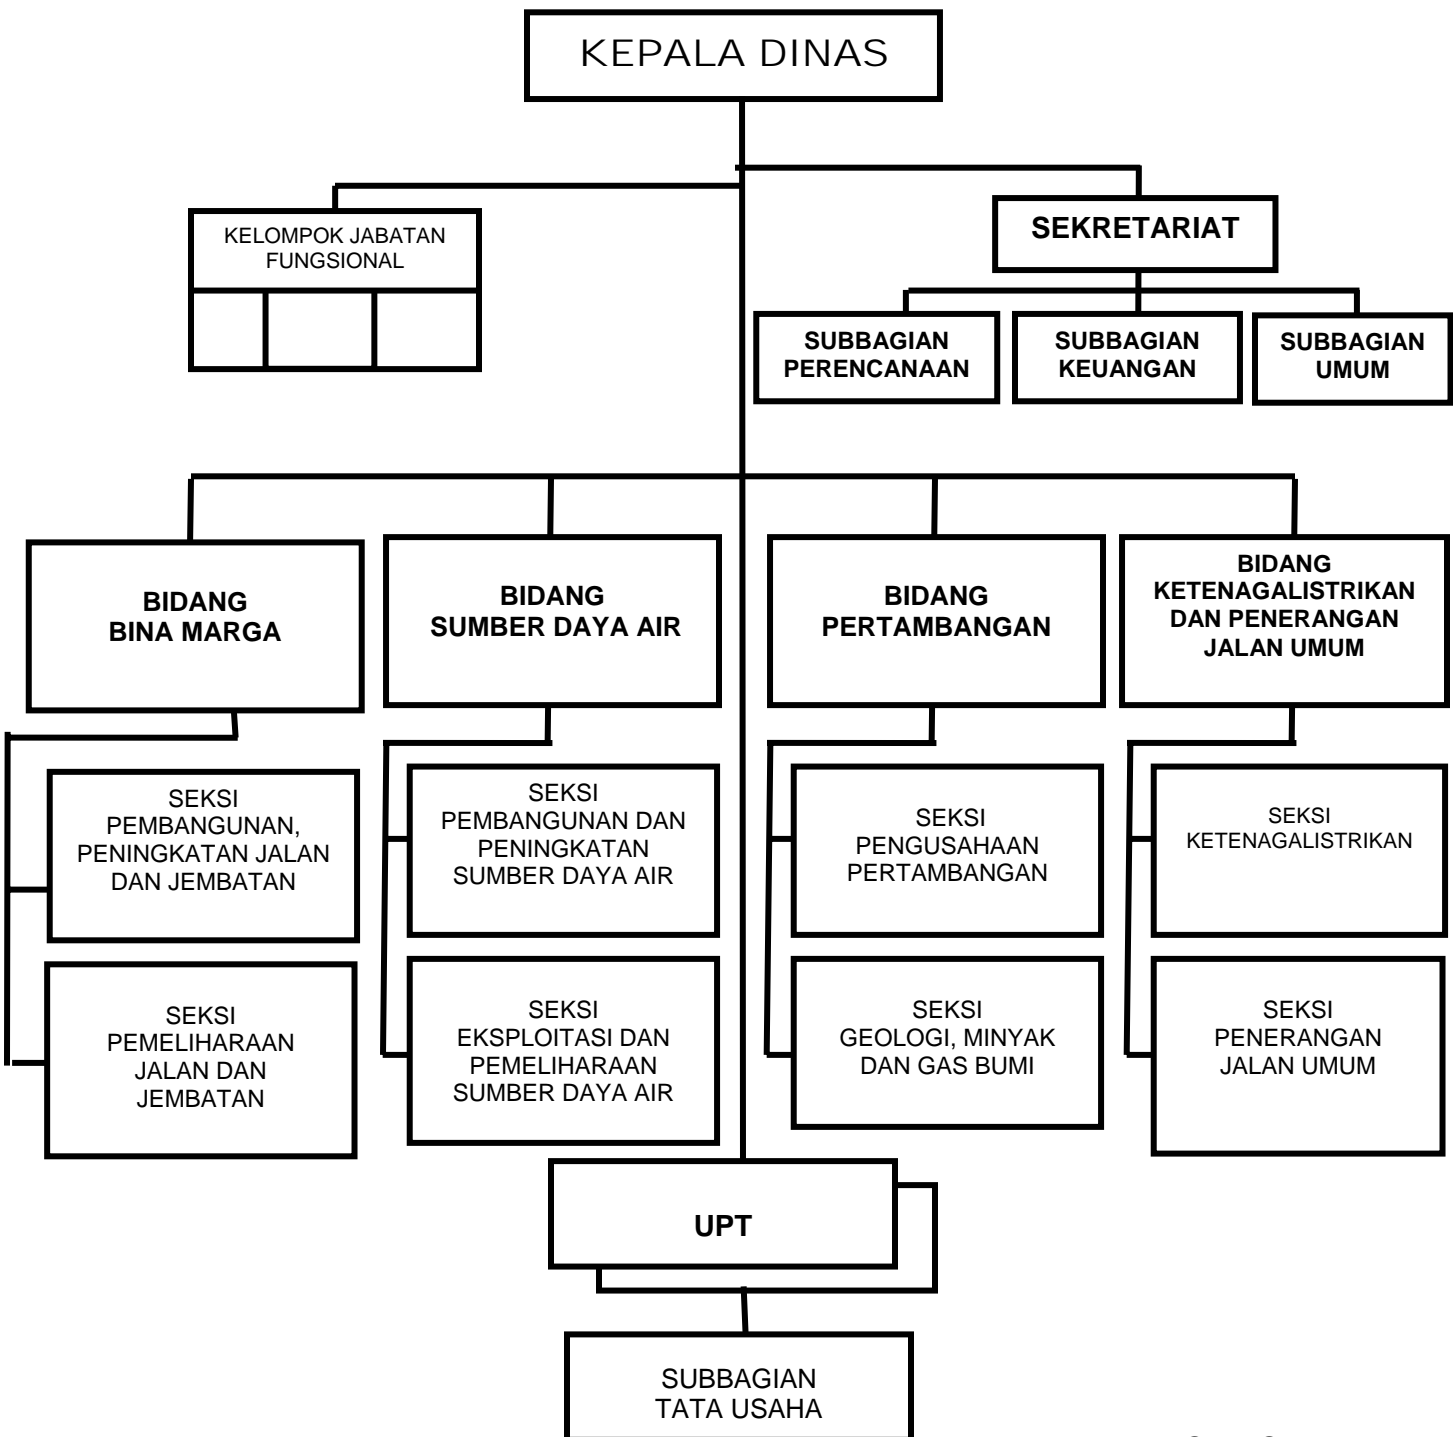 KEPALA DINAS
KELOMPOK JABATAN
FUNGSIONAL
SEKRETARIAT
SUBBAGIAN
PERENCANAAN
SUBBAGIAN
KEUANGAN
SUBBAGIAN
UMUM
BIDANG
BINA MARGA
BIDANG
SUMBER DAYA AIR
BIDANG
PERTAMBANGAN
BIDANG
KETENAGALISTRIKAN
DAN PENERANGAN
JALAN UMUM
SEKSI
PEMBANGUNAN,
PENINGKATAN JALAN
DAN JEMBATAN
SEKSI
PEMBANGUNAN DAN
PENINGKATAN
SUMBER DAYA AIR
SEKSI
PENGUSAHAAN
PERTAMBANGAN
SEKSI
KETENAGALISTRIKAN
SEKSI
PEMELIHARAAN
JALAN DAN
JEMBATAN
SEKSI
EKSPLOITASI DAN
PEMELIHARAAN
SUMBER DAYA AIR
SEKSI
GEOLOGI, MINYAK
DAN GAS BUMI
SEKSI
PENERANGAN
JALAN UMUM
UPT
SUBBAGIAN
TATA USAHA